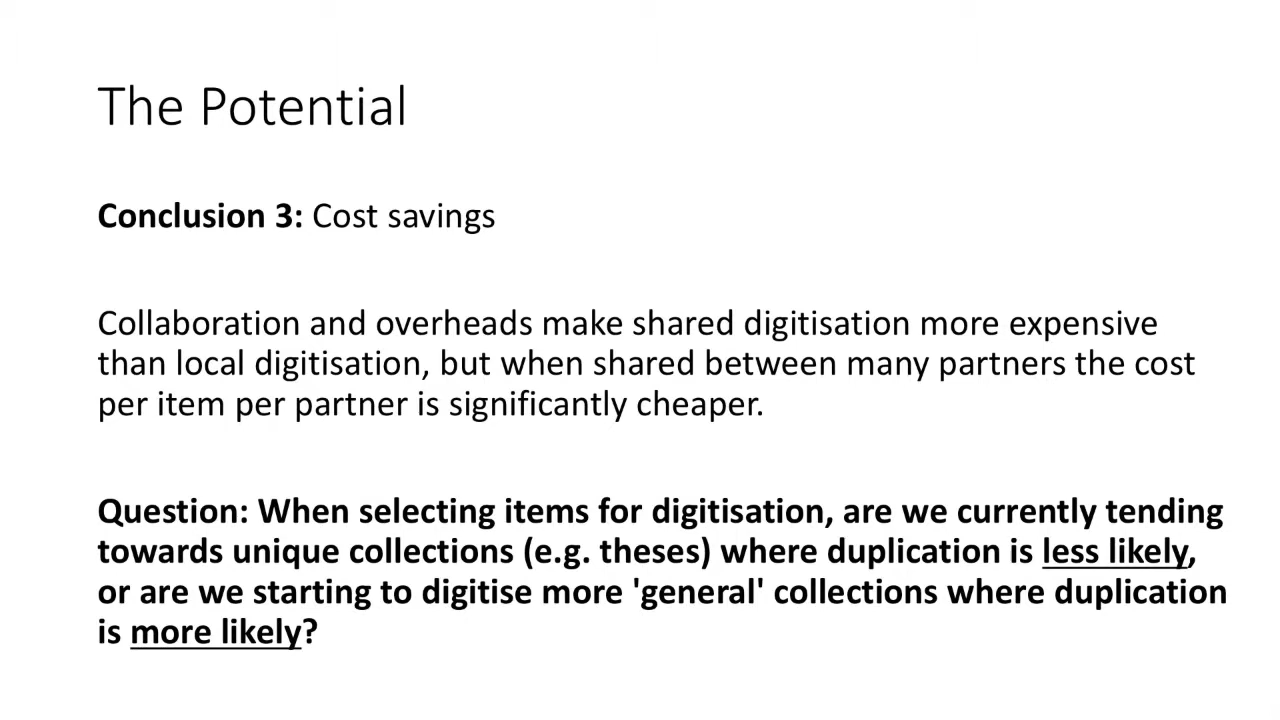 The Potential
Conclusion 3: Cost savings
Collaboration and overheads make shared digitisation more expensive
than local digitisation, but when shared between many partners the cost
per item per partner is significantly cheaper.
Question: When selecting items for digitisation, are we currently tending
towards unique collections (e.g. theses) where duplication is less likely,
or are we starting to digitise more 'general' collections where duplication
is more likely?